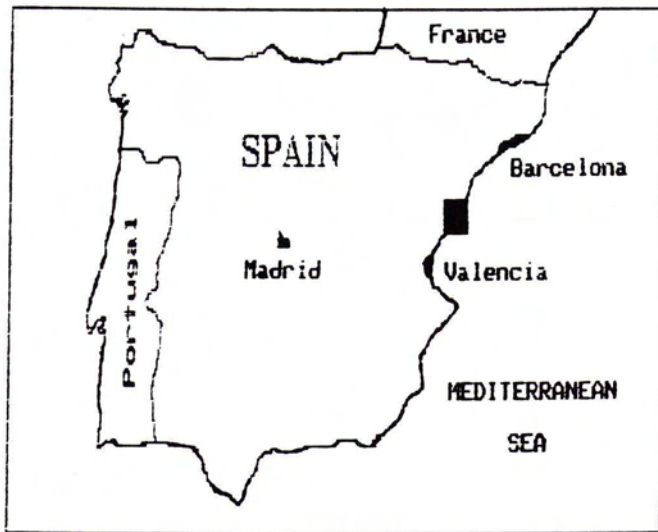 France
SPAIN
Barcelona
Madrid
Valencia
Portugal
MEDITERRANEAN
SEA